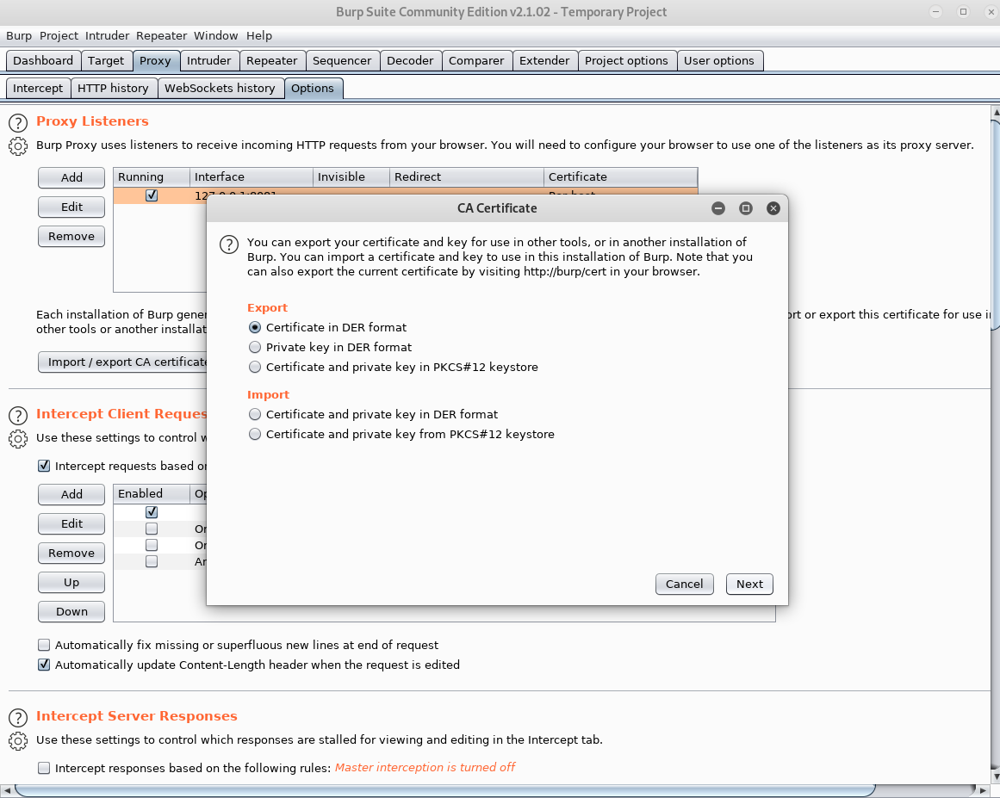 Burp Suite Community Edition v2.1.02 - Temporary Project
Burp Project Intruder Repeater Window Help
Dashboard Target Proxy Intruder Repeater Sequencer Decoder Comparer Extender Project options User options
Intercept HTTP history WebSockets history Options
Proxy Listeners
Burp Proxy uses listeners to receive incoming HTTP requests from your browser. You will need to configure your browser to use one of the listeners as its proxy server.
Add
Edit
Remove
Running Interface Invisible Redirect Certificate
CA Certificate
You can export your certificate and key for use in other tools, or in another installation of
Burp. You can import a certificate and key to use in this installation of Burp. Note that you
can also export the current certificate by visiting http://burp/cert in your browser.
Export
Certificate in DER format
Private key in DER format
Certificate and private key in PKCS#12 keystore
Import
Certificate and private key in DER format
Certificate and private key from PKCS#12 keystore
Cancel Next
Each installation of Burp
or export this certificate for use
other tools or another
Import / export CA certificate
Intercept Client
Use these settings to control
Intercept requests based
Add
Edit
Remove
Up
Down
Enabled
Automatically fix missing or superfluous new lines at end of request
Automatically update Content-Length header when the request is edited
Intercept Server Responses
Use these settings to control which responses are stalled for viewing and editing in the Intercept tab.
Intercept responses based on the following rules: Master interception is turned off